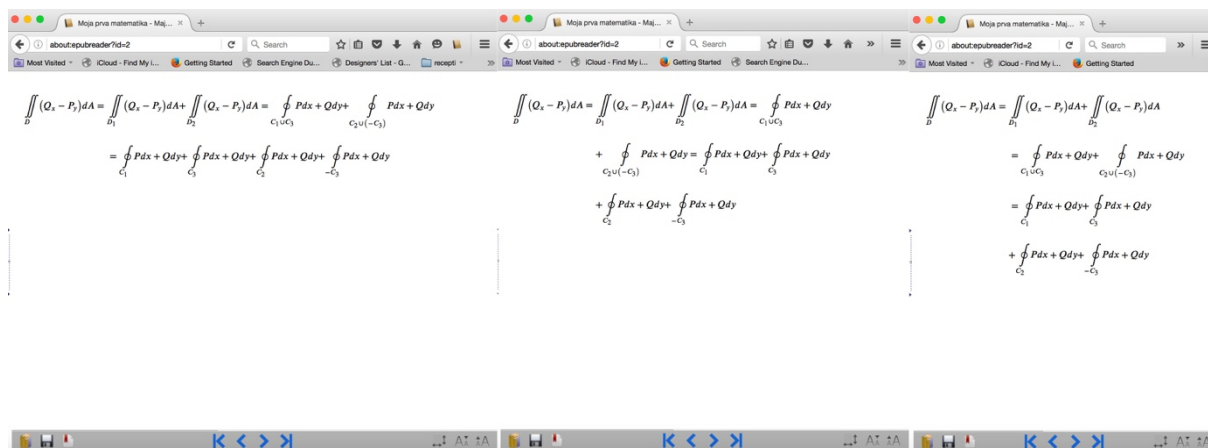 Moja prva matematika - Maj... × +
about:epubreader?id=2 Search
Most Visited iCloud - Find My i... Getting Started Search Engine Du... Designers' List - G... recepti »
∬_D (Q_x − P_y)dA = ∬_{D_1} (Q_x − P_y)dA+ ∬_{D_2} (Q_x − P_y)dA = ∮_{C_1∪C_3} Pdx + Qdy+ ∮_{C_2∪(−C_3)} Pdx + Qdy
= ∮_{C_1} Pdx + Qdy+ ∮_{C_3} Pdx + Qdy+ ∮_{C_2} Pdx + Qdy+ ∮_{−C_3} Pdx + Qdy
AA AA
Moja prva matematika - Maj... × +
about:epubreader?id=2 Search »
Most Visited iCloud - Find My i... Getting Started Search Engine Du... »
∬_D (Q_x − P_y)dA = ∬_{D_1} (Q_x − P_y)dA+ ∬_{D_2} (Q_x − P_y)dA = ∮_{C_1∪C_3} Pdx + Qdy
+ ∮_{C_2∪(−C_3)} Pdx + Qdy = ∮_{C_1} Pdx + Qdy+ ∮_{C_3} Pdx + Qdy
+ ∮_{C_2} Pdx + Qdy+ ∮_{−C_3} Pdx + Qdy
AA AA
Moja prva matematika - Maj... × +
about:epubreader?id=2 Search »
Most Visited iCloud - Find My i... Getting Started
∬_D (Q_x − P_y)dA = ∬_{D_1} (Q_x − P_y)dA+ ∬_{D_2} (Q_x − P_y)dA
= ∮_{C_1∪C_3} Pdx + Qdy+ ∮_{C_2∪(−C_3)} Pdx + Qdy
= ∮_{C_1} Pdx + Qdy+ ∮_{C_3} Pdx + Qdy
+ ∮_{C_2} Pdx + Qdy+ ∮_{−C_3} Pdx + Qdy
AA AA